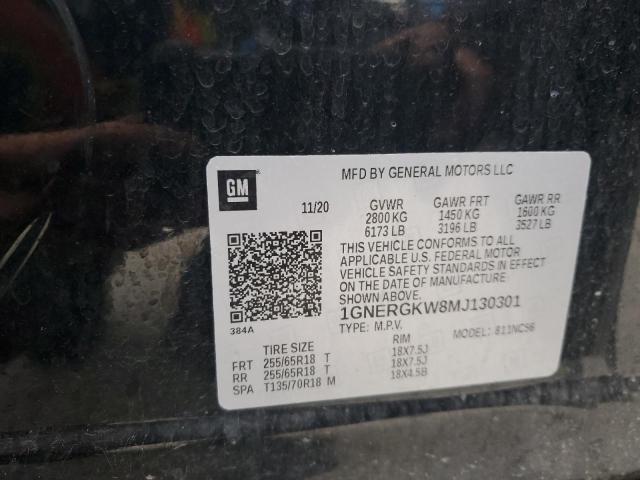 MFD BY GENERAL MOTORS LLC
GM
11/20
GVWR GAWR FRT GAWR RR
2800 KG 1450 KG 1600 KG
6173 LB 3196 LB 3527 LB
THIS VEHICLE CONFORMS TO ALL
APPLICABLE U.S. FEDERAL MOTOR
VEHICLE SAFETY STANDARDS IN EFFECT
ON THE DATE OF MANUFACTURE
SHOWN ABOVE.
1GNERGKW8MJ130301
384A
TYPE: M.P.V. MODEL: 811NC56
TIRE SIZE RIM
FRT 255/65R18 T 18X7.5J
RR 255/65R18 T 18X7.5J
SPA T135/70R18 M 18X4.5B